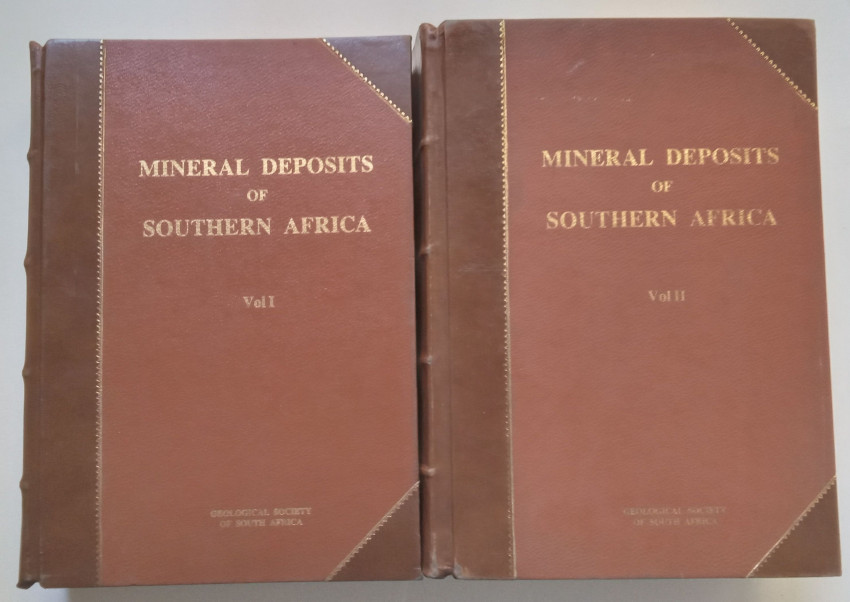 MINERAL DEPOSITS
OF
SOUTHERN AFRICA
Vol I
GEOLOGICAL SOCIETY
OF SOUTH AFRICA
MINERAL DEPOSITS
OF
SOUTHERN AFRICA
Vol II
GEOLOGICAL SOCIETY
OF SOUTH AFRICA